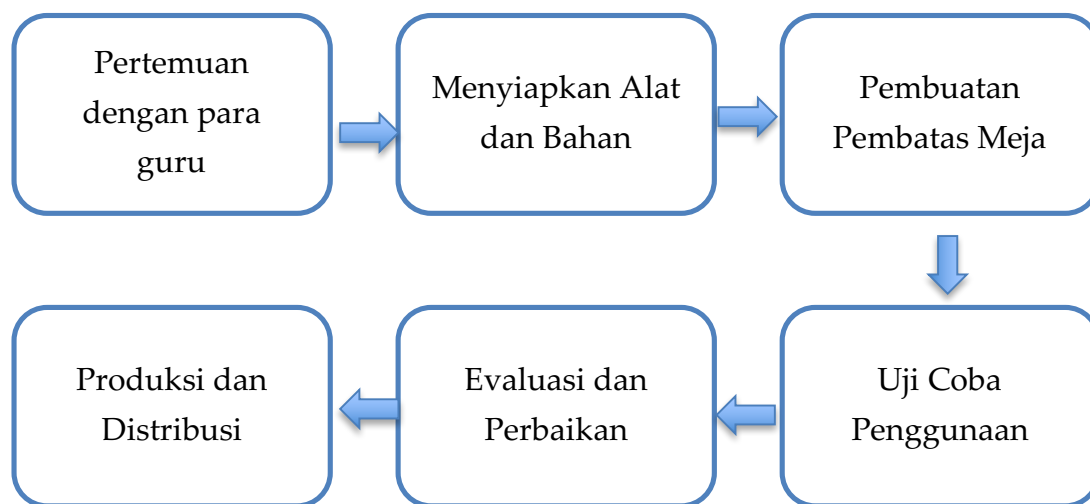 Pertemuan
dengan para
guru
Menyiapkan Alat
dan Bahan
Pembuatan
Pembatas Meja
Uji Coba
Penggunaan
Evaluasi dan
Perbaikan
Produksi dan
Distribusi